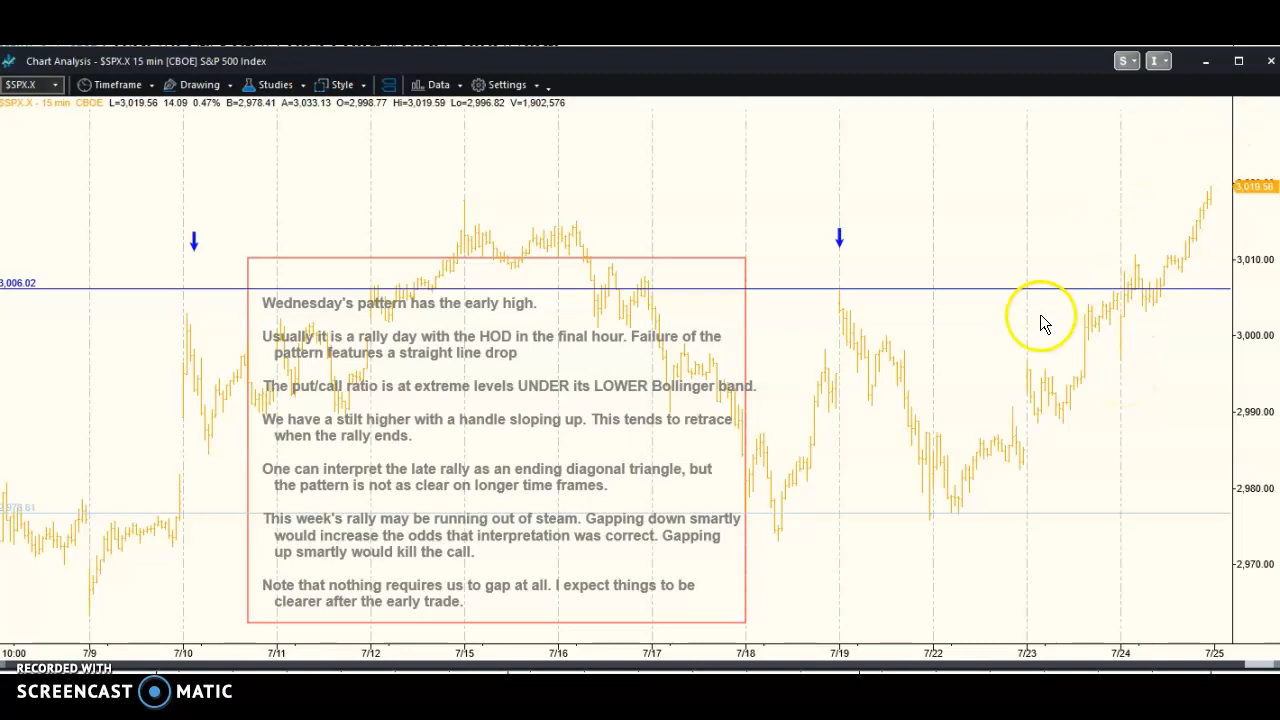 Chart Analysis - $SPX.X 15 min [CBOE] S&P 500 Index
S
I
$SPX.X
Timeframe
Drawing
Studies
Style
Data
Settings
$SPX.X - 15 min CBOE L=3,019.56 14.09 0.47% B=2,978.41 A=3,033.13 O=2,998.77 Hi=3,019.59 Lo=2,996.82 V=1,902,576
3,019.56
3,010.00
3,006.02
3,000.00
2,990.00
2,980.00
2,970.00
Wednesday's pattern has the early high.
Usually it is a rally day with the HOD in the final hour. Failure of the
pattern features a straight line drop
The put/call ratio is at extreme levels UNDER its LOWER Bollinger band.
We have a stilt higher with a handle sloping up. This tends to retrace
when the rally ends.
One can interpret the late rally as an ending diagonal triangle, but
the pattern is not as clear on longer time frames.
This week's rally may be running out of steam. Gapping down smartly
would increase the odds that interpretation was correct. Gapping
up smartly would kill the call.
Note that nothing requires us to gap at all. I expect things to be
clearer after the early trade.
10:00 7/9 7/10 7/11 7/12 7/15 7/16 7/17 7/18 7/19 7/22 7/23 7/24 7/25
RECORDED WITH
SCREENCAST MATIC